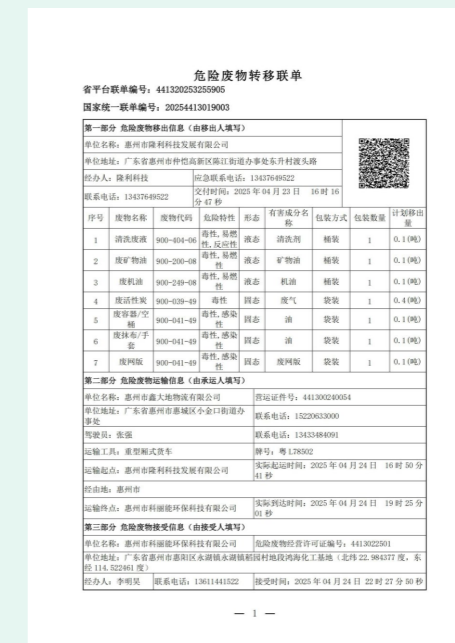 危险废物转移联单
省平台联单编号：441320253255905
国家统一联单编号：20254413019003
第一部分 危险废物移出信息（由移出人填写）
单位名称：惠州市隆利科技发展有限公司
单位地址：广东省惠州市仲恺高新区陈江街道办事处东升村渡头路
经办人：隆利科技 应急联系电话：13437649522
联系电话：13437649522 交付时间：2025 年 04 月 23 日 16 时 16 分 47 秒
序号 废物名称 废物代码 危险特性 形态 有害成分名称 包装方式 包装数量 计划移出量
1 清洗废液 900-404-06 毒性,易燃性,反应性 液态 清洗剂 桶装 1 0.1(吨)
2 废矿物油 900-200-08 毒性,易燃性 液态 矿物油 桶装 1 0.1(吨)
3 废机油 900-249-08 毒性,易燃性 液态 机油 桶装 1 0.1(吨)
4 废活性炭 900-039-49 毒性 固态 废气 袋装 1 0.4(吨)
5 废容器/空桶 900-041-49 毒性,感染性 固态 油 袋装 1 0.1(吨)
6 废抹布/手套 900-041-49 毒性,感染性 固态 油 袋装 1 0.1(吨)
7 废网版 900-041-49 毒性,感染性 固态 废网版 袋装 1 0.1(吨)
第二部分 危险废物运输信息（由承运人填写）
单位名称：惠州市鑫大地物流有限公司 营运证件号：441300240054
单位地址：广东省惠州市惠城区小金口街道办事处 联系电话：15220633000
驾驶员：张强 联系电话：13433484091
运输工具：重型厢式货车 牌号：粤 L78502
运输起点：惠州市隆利科技发展有限公司 实际起运时间：2025 年 04 月 24 日 16 时 50 分 41 秒
经由地：惠州市
运输终点：惠州市科丽能环保科技有限公司 实际到达时间：2025 年 04 月 24 日 19 时 25 分 01 秒
第三部分 危险废物接受信息（由接受人填写）
单位名称：惠州市科丽能环保科技有限公司 危险废物经营许可证编号：4413022501
单位地址：广东省惠州市惠阳区永湖镇永湖镇稻园村地段鸿海化工基地（北纬 22.984377 度，东经 114.522461 度）
经办人：李明昊 联系电话：13611441522 接受时间：2025 年 04 月 24 日 22 时 27 分 50 秒
— 1 —